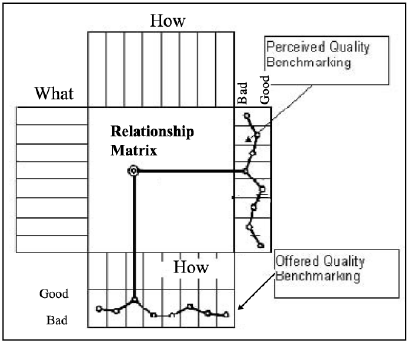 How
Perceived Quality
Benchmarking
What
Bad
Good
Relationship
Matrix
How
Offered Quality
Benchmarking
Good
Bad